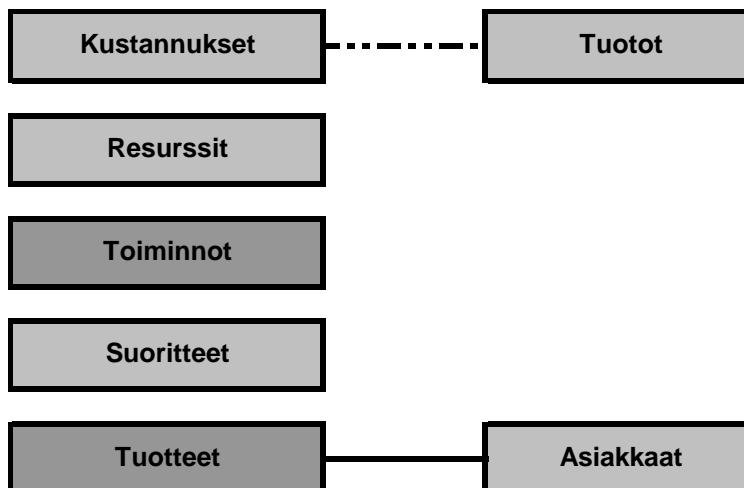 Kustannukset
Tuotot
Resurssit
Toiminnot
Suoritteet
Tuotteet
Asiakkaat